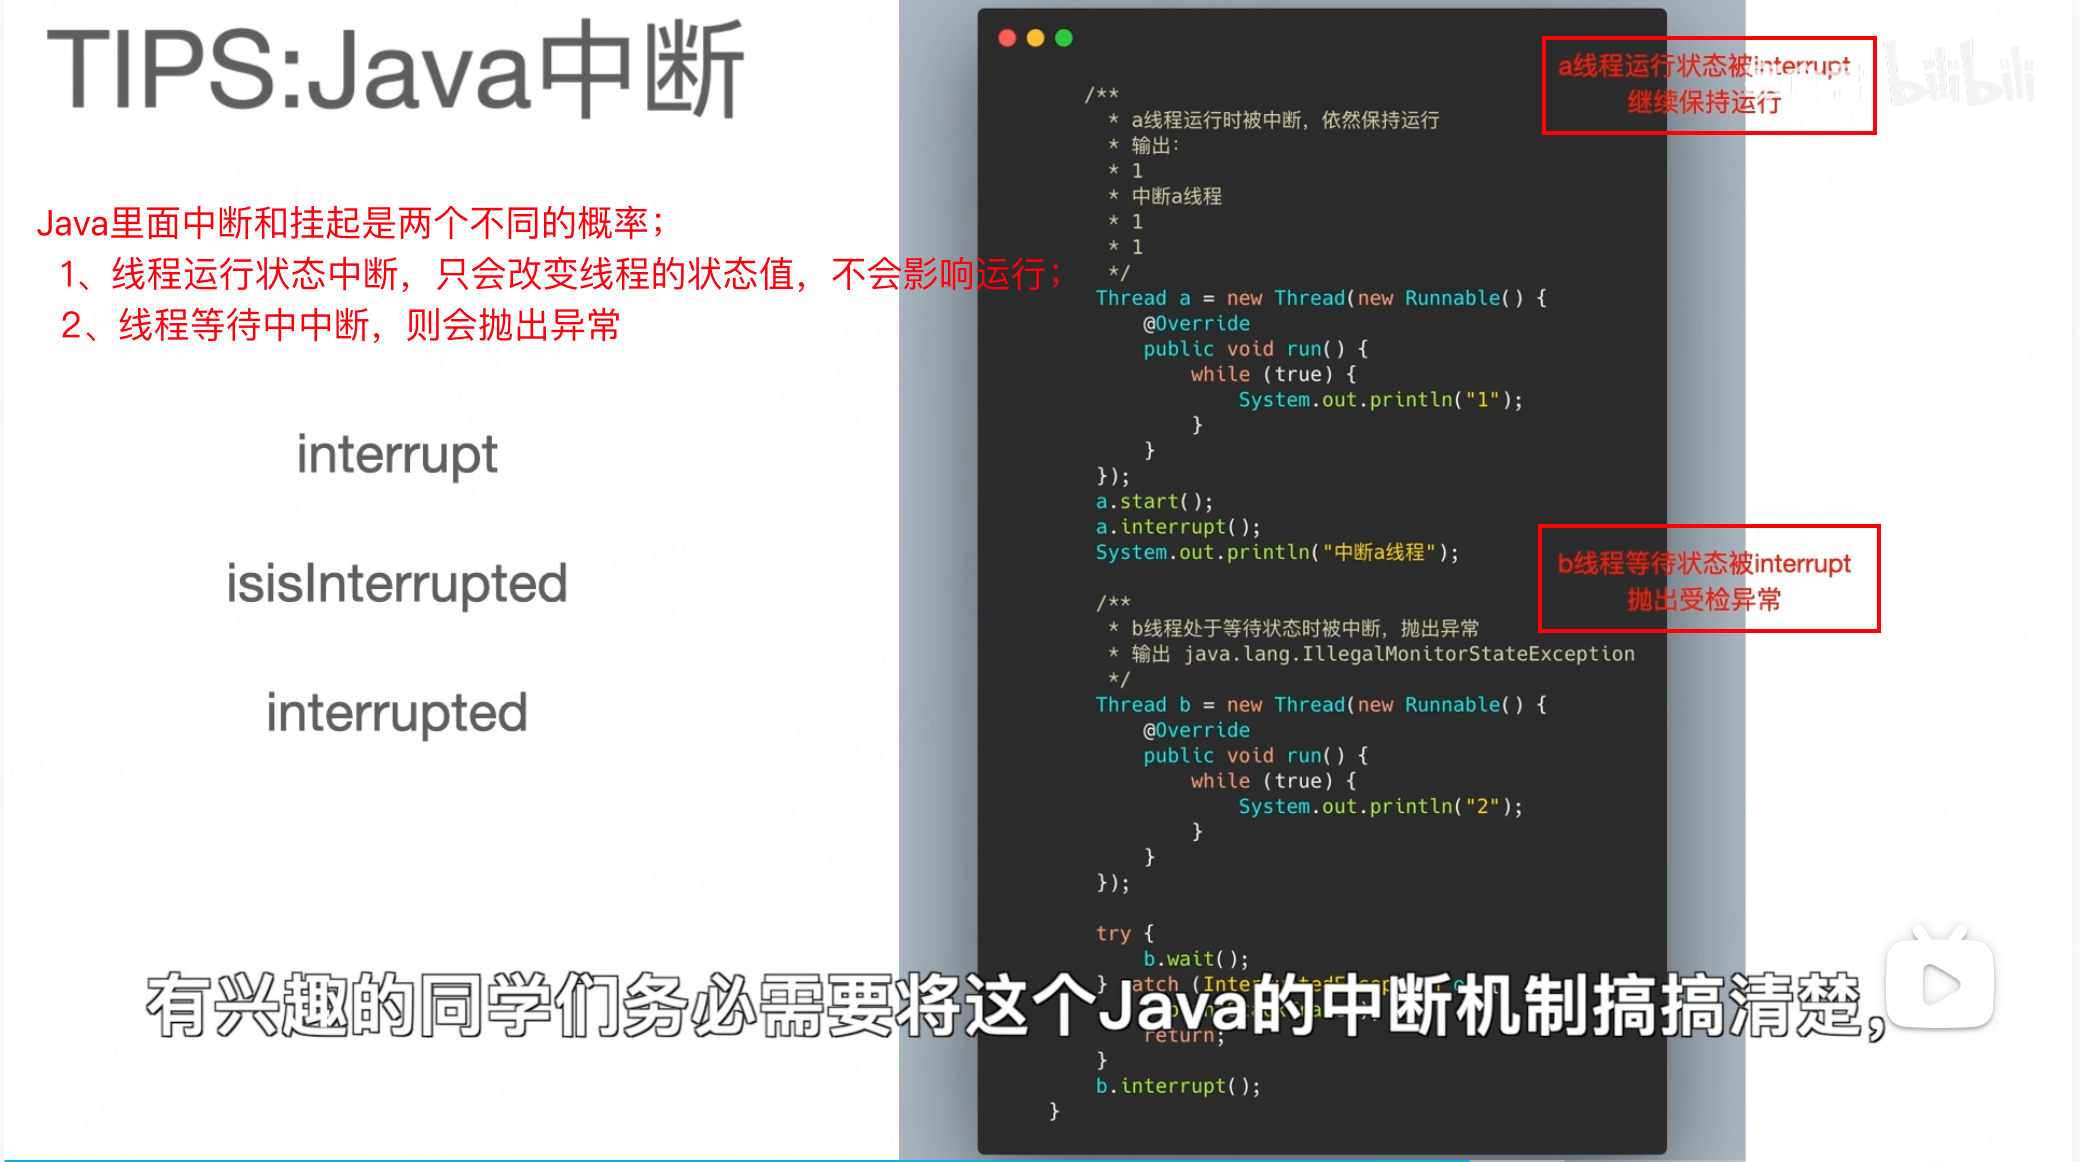 TIPS:Java中断
Java里面中断和挂起是两个不同的概率；
1、线程运行状态中断，只会改变线程的状态值，不会影响运行；
2、线程等待中中断，则会抛出异常
interrupt
isisInterrupted
interrupted
a线程运行状态被interrupt
继续保持运行
bilibili
/**
* a线程运行时被中断，依然保持运行
* 输出：
* 1
* 中断a线程
* 1
* 1
*/
Thread a = new Thread(new Runnable() {
@Override
public void run() {
while (true) {
System.out.println("1");
}
}
});
a.start();
a.interrupt();
System.out.println("中断a线程");
b线程等待状态被interrupt
抛出受检异常
/**
* b线程处于等待状态时被中断，抛出异常
* 输出 java.lang.IllegalMonitorStateException
*/
Thread b = new Thread(new Runnable() {
@Override
public void run() {
while (true) {
System.out.println("2");
}
}
});
try {
b.wait();
}
return;
}
b.interrupt();
}
有兴趣的同学们务必需要将这个Java的中断机制搞搞清楚，